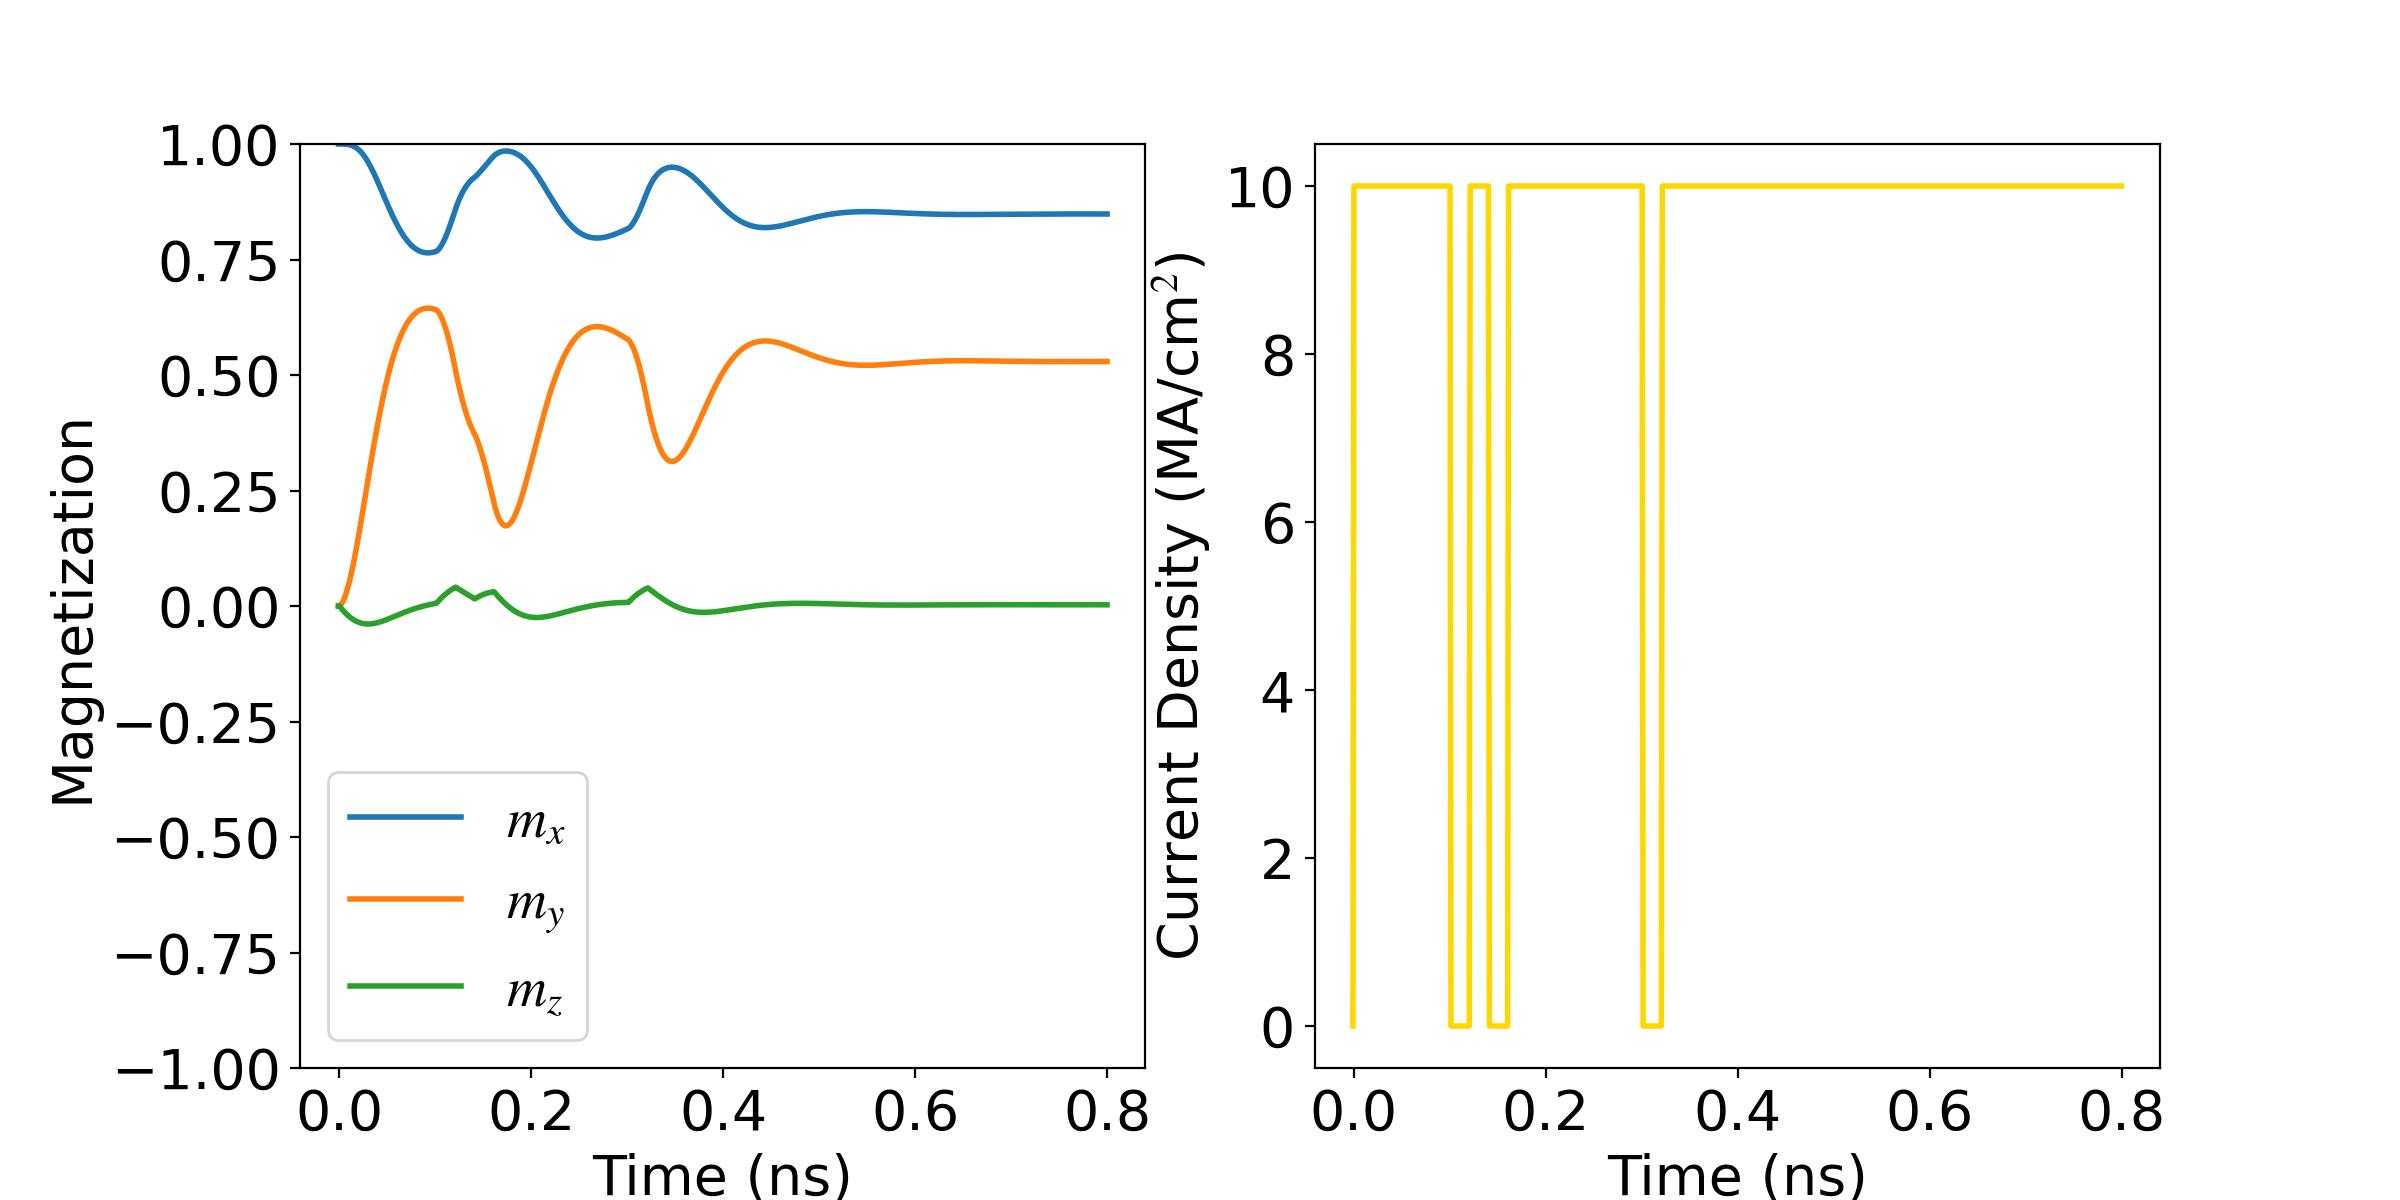 1.00
0.75
0.50
0.25
0.00
−0.25
−0.50
−0.75
−1.00
Magnetization
m_x
m_y
m_z
0.0 0.2 0.4 0.6 0.8
Time (ns)
10
8
6
4
2
0
Current Density (MA/cm²)
0.0 0.2 0.4 0.6 0.8
Time (ns)